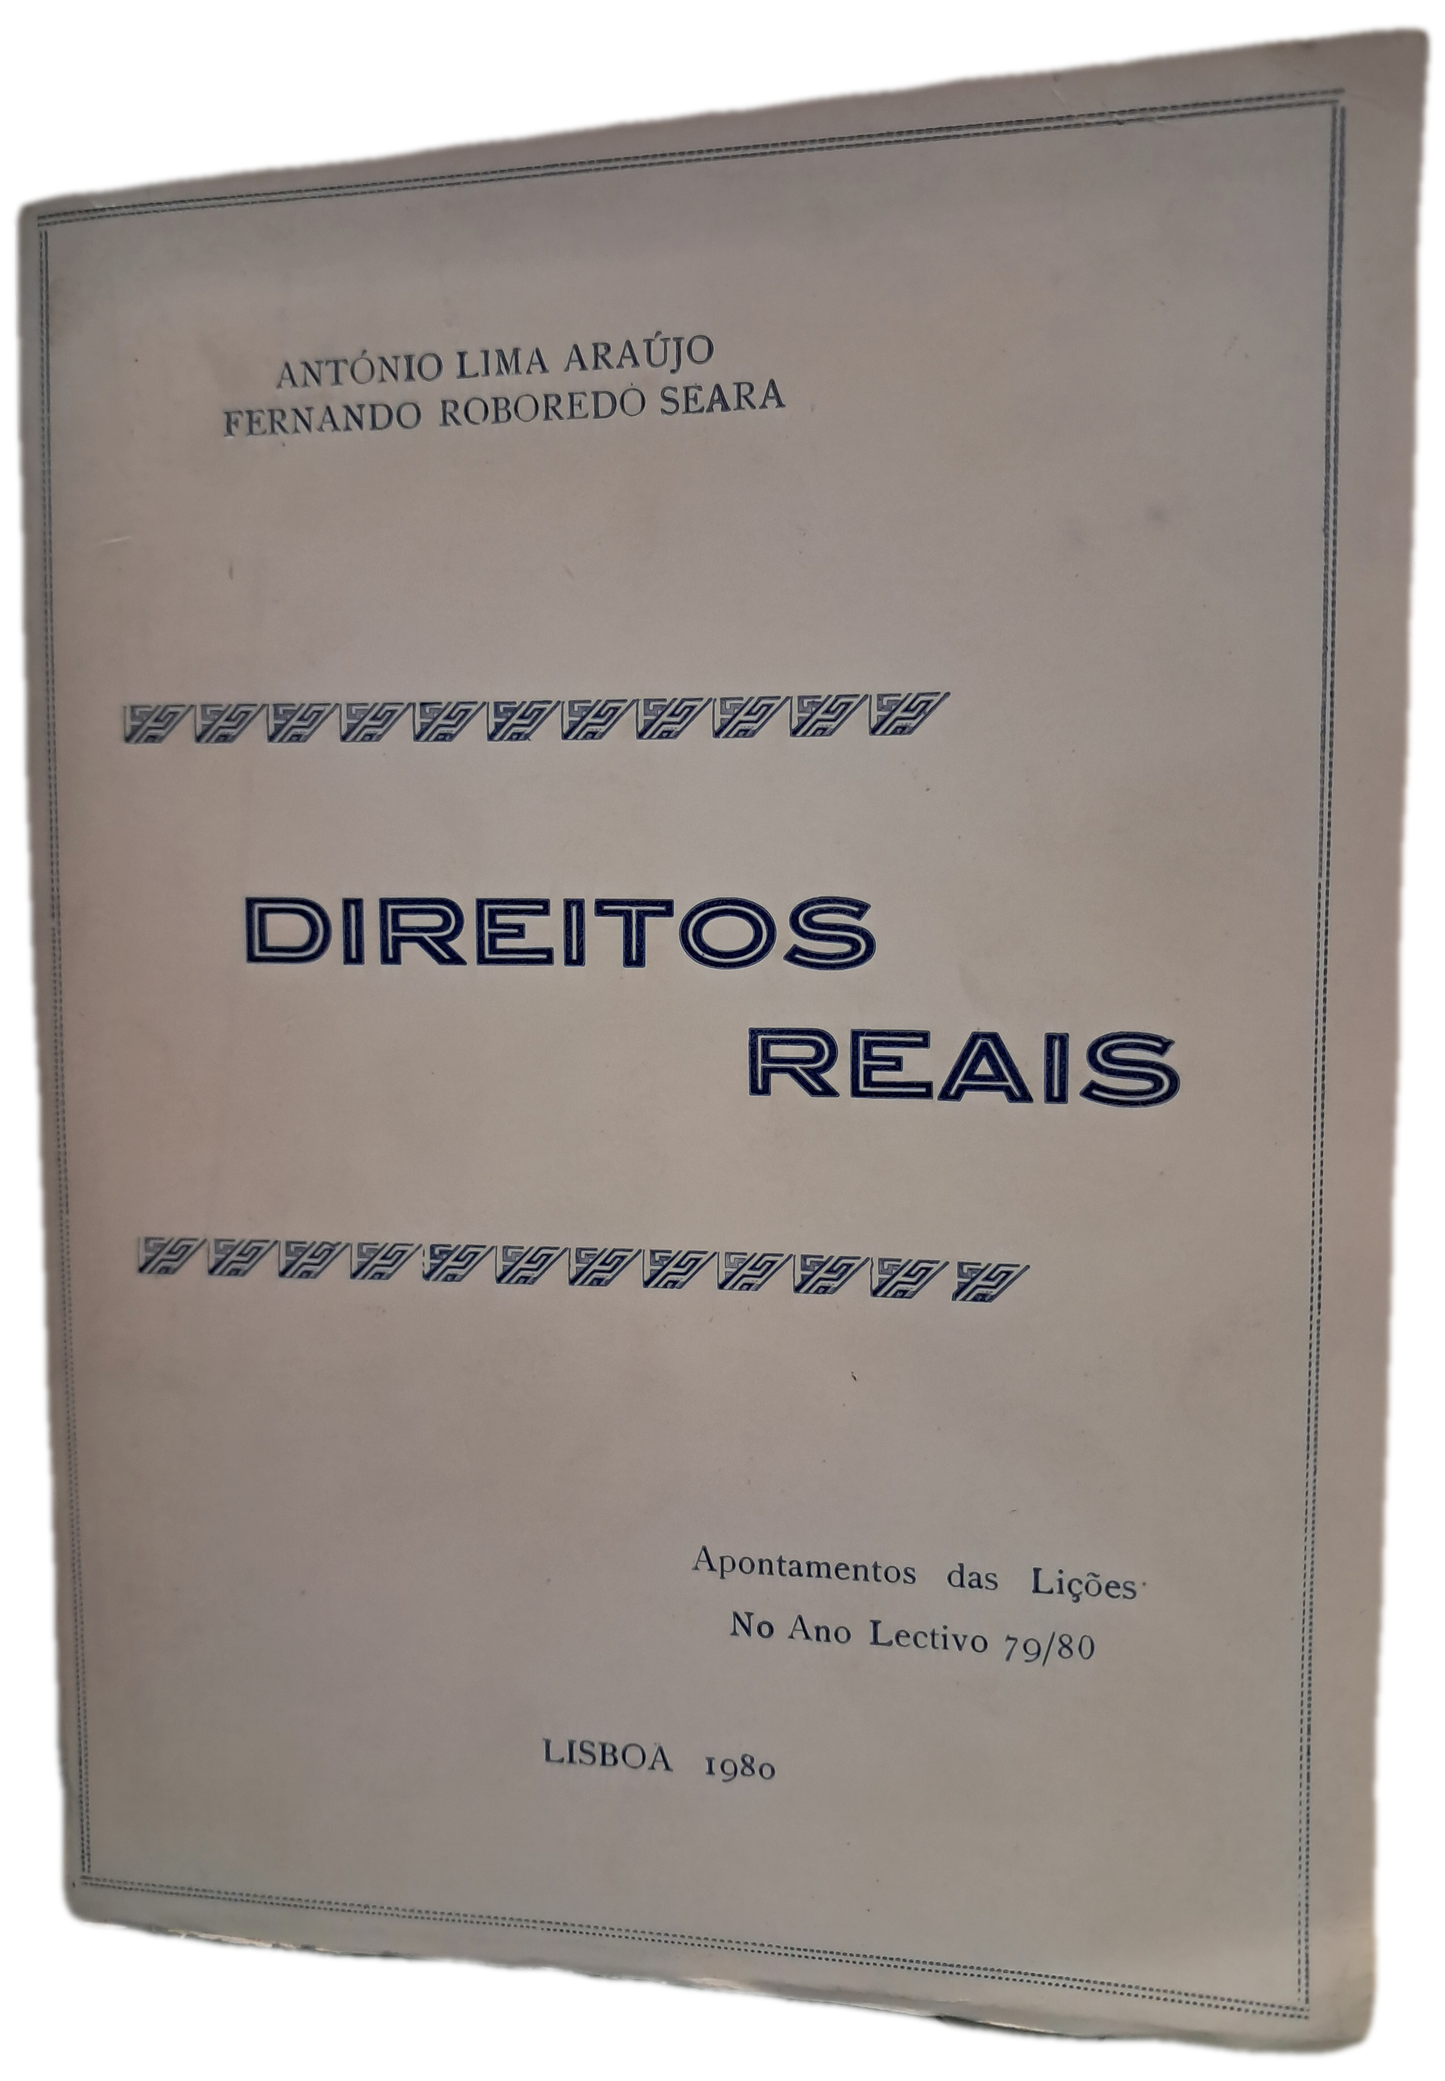 ANTÓNIO LIMA ARAÚJO
FERNANDO ROBOREDO SEARA
DIREITOS
REAIS
Apontamentos das Lições
No Ano Lectivo 79/80
LISBOA 1980